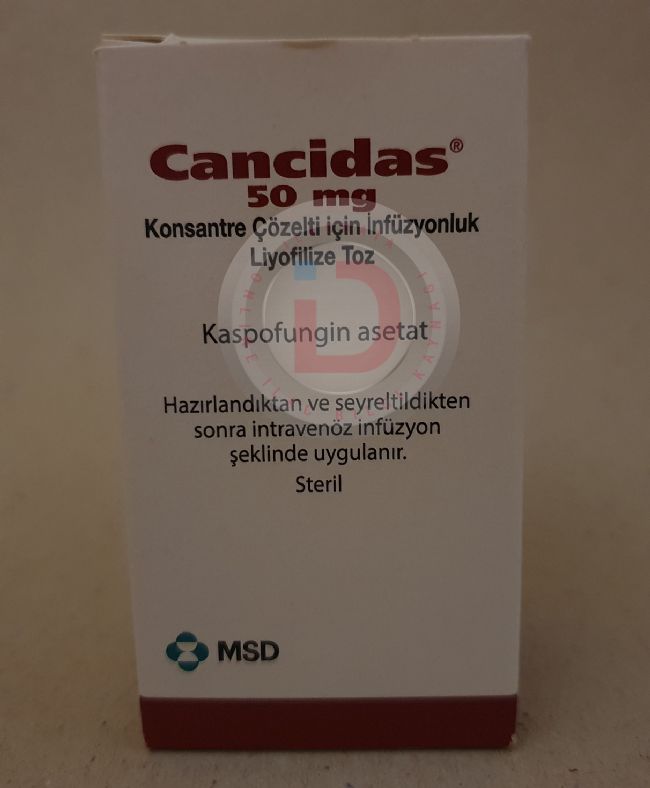 Cancidas®
50 mg
Konsantre Çözelti için İnfüzyonluk
Liyofilize Toz
Kaspofungin asetat
Hazırlandıktan ve seyreltildikten
sonra intravenöz infüzyon
şeklinde uygulanır.
Steril
MSD